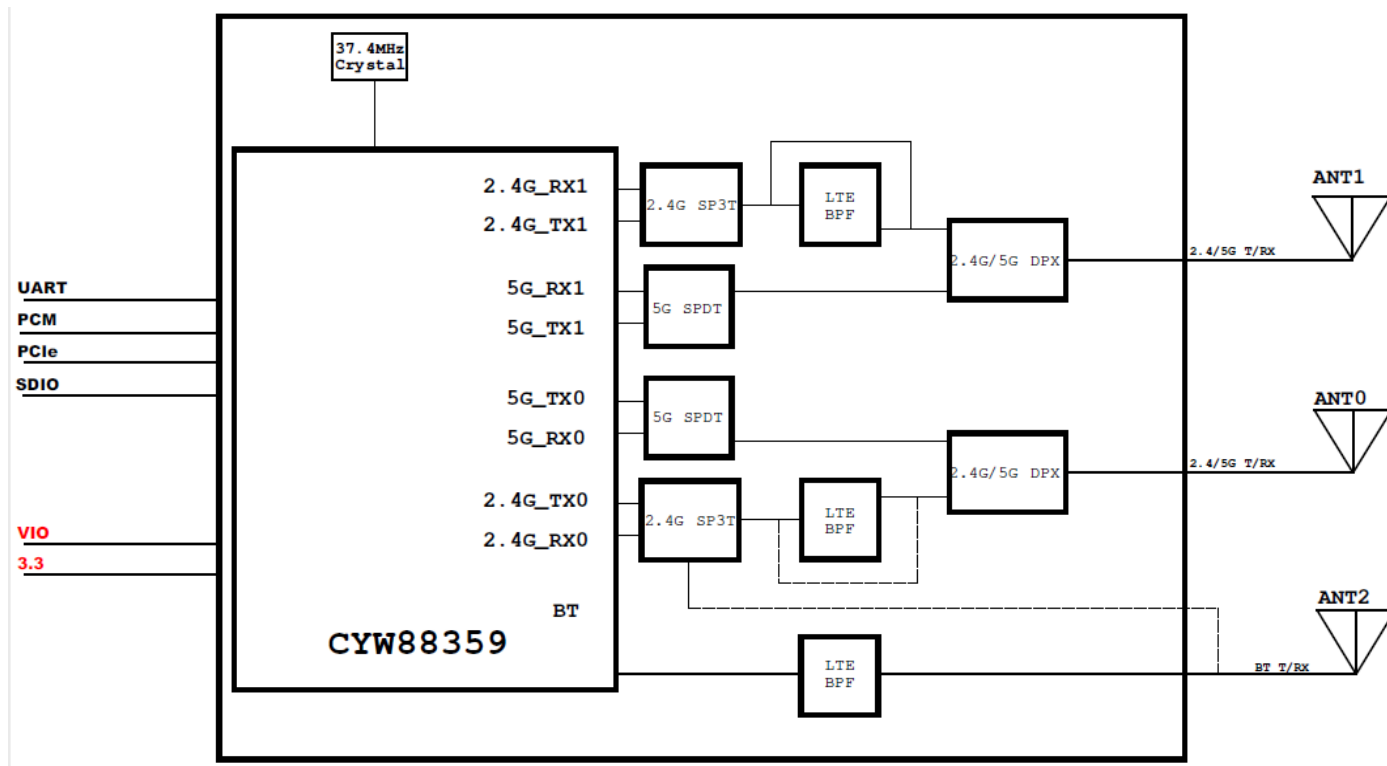 37.4MHz
Crystal
2.4G_RX1
2.4G_TX1
2.4G SP3T
LTE
BPF
ANT1
2.4G/5G DPX
2.4/5G T/RX
UART
PCM
PCIe
SDIO
5G_RX1
5G_TX1
5G SPDT
5G_TX0
5G_RX0
5G SPDT
ANT0
2.4G/5G DPX
2.4/5G T/RX
2.4G_TX0
2.4G_RX0
2.4G SP3T
LTE
BPF
VIO
3.3
BT
CYW88359
LTE
BPF
ANT2
BT T/RX